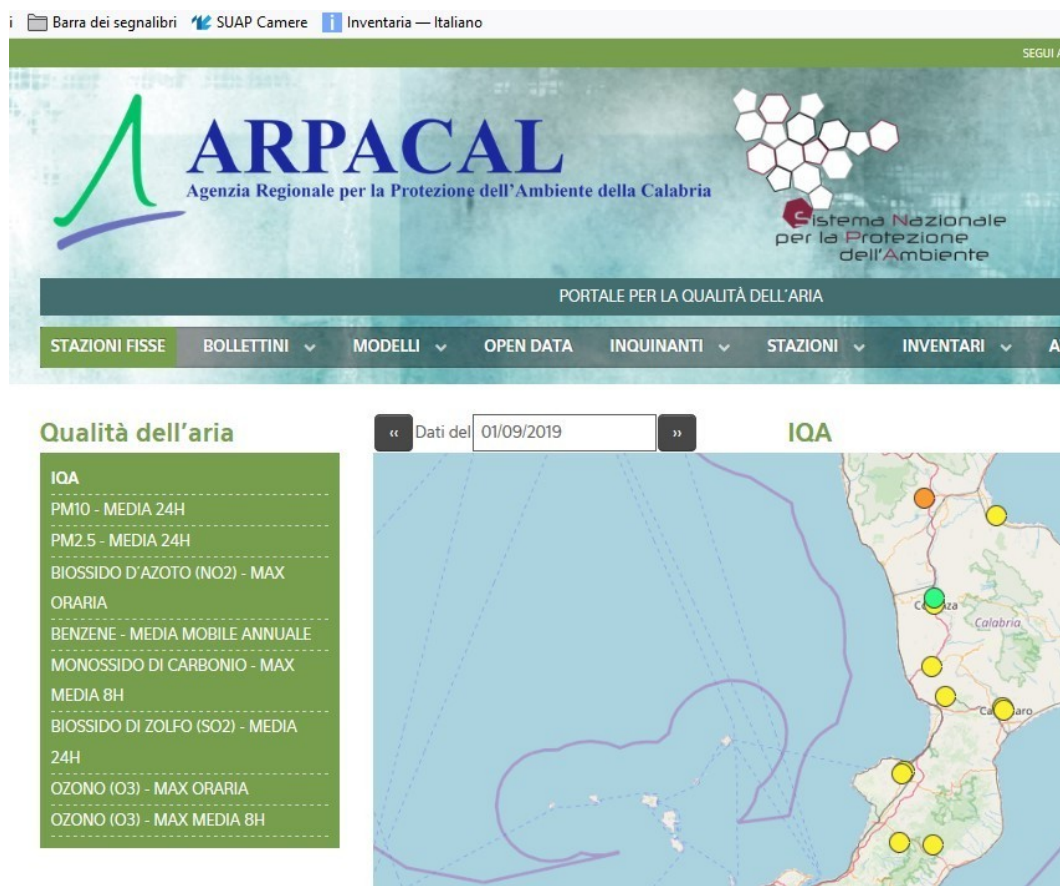 i Barra dei segnalibri SUAP Camere Inventaria — Italiano
SEGUI
ARPACAL
Agenzia Regionale per la Protezione dell'Ambiente della Calabria
Sistema Nazionale
per la Protezione
dell'Ambiente
PORTALE PER LA QUALITÀ DELL'ARIA
STAZIONI FISSE BOLLETTINI MODELLI OPEN DATA INQUINANTI STAZIONI INVENTARI A
Qualità dell'aria
‹‹ Dati del 01/09/2019 ›› IQA
IQA
PM10 - MEDIA 24H
PM2.5 - MEDIA 24H
BIOSSIDO D'AZOTO (NO2) - MAX
ORARIA
BENZENE - MEDIA MOBILE ANNUALE
MONOSSIDO DI CARBONIO - MAX
MEDIA 8H
BIOSSIDO DI ZOLFO (SO2) - MEDIA
24H
OZONO (O3) - MAX ORARIA
OZONO (O3) - MAX MEDIA 8H
Calabria